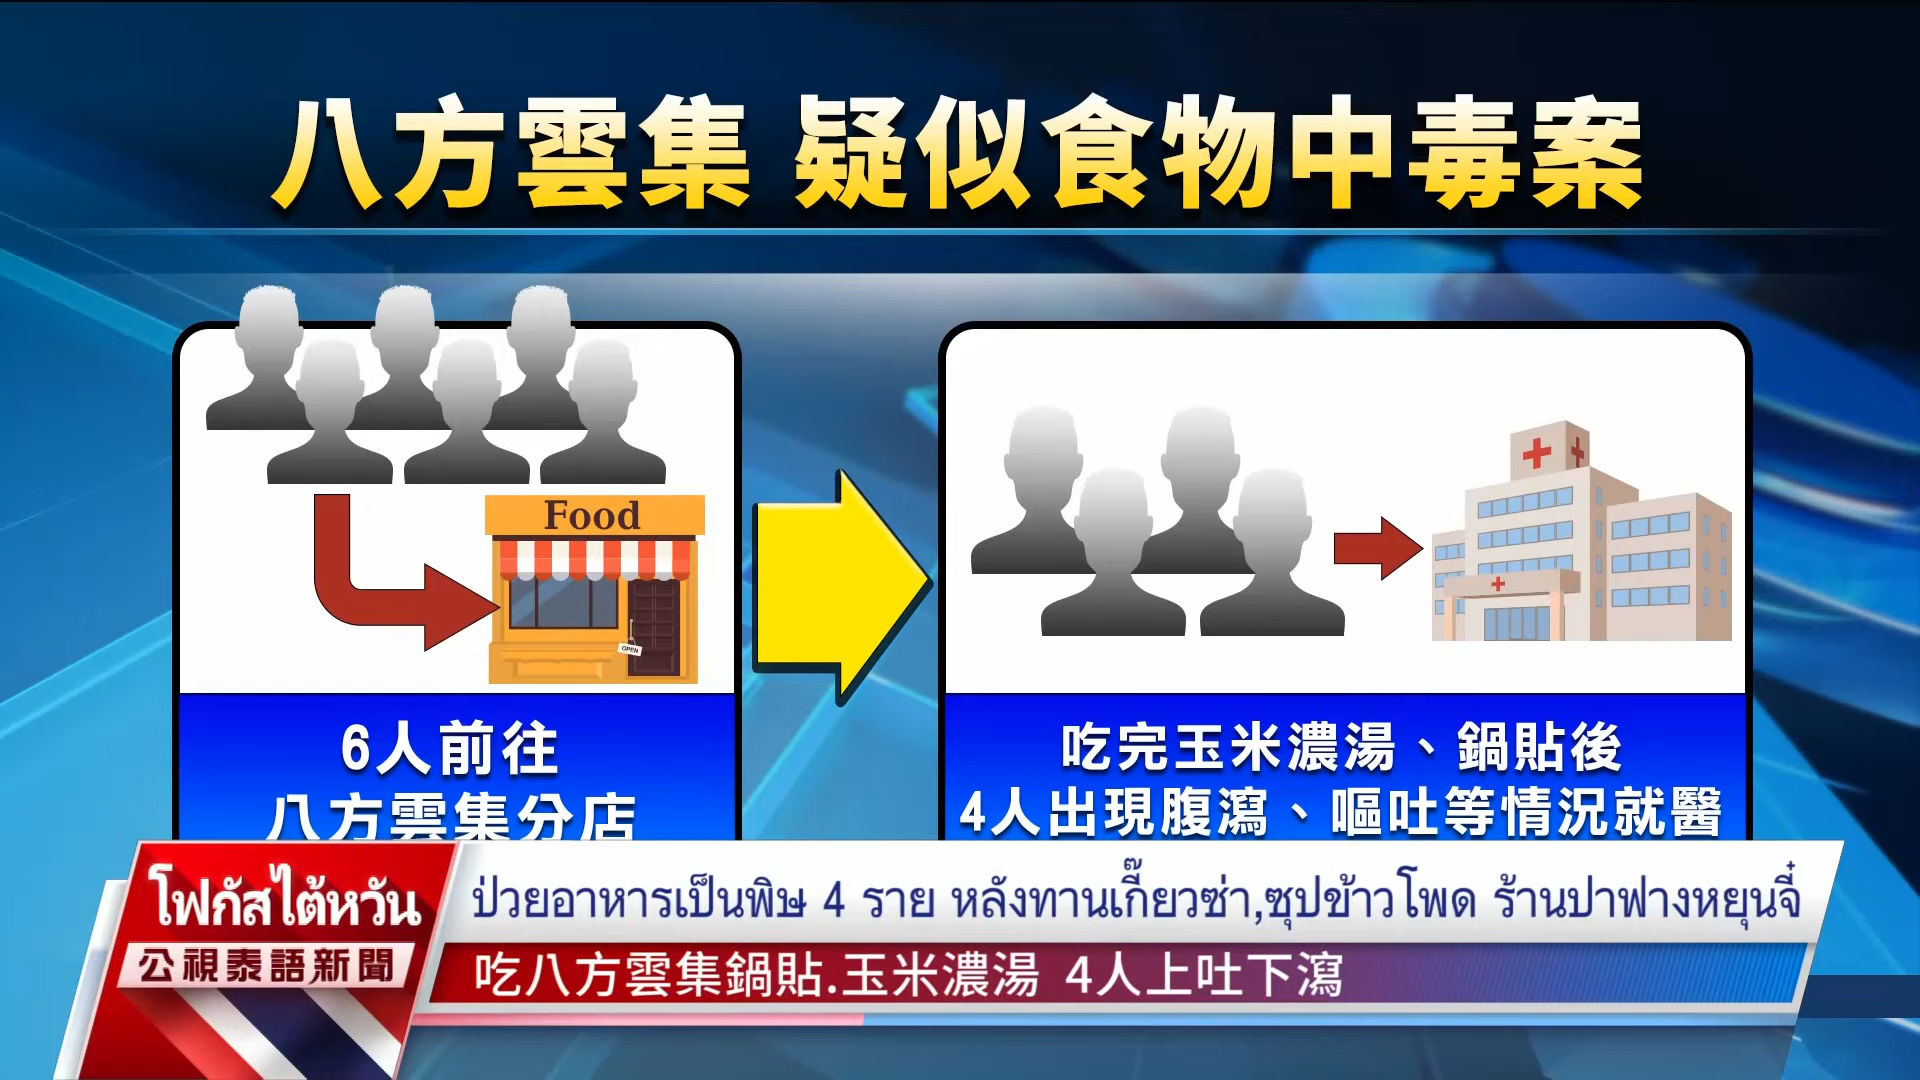 八方雲集 疑似食物中毒案
Food
OPEN
6人前往
八方雲集分店
吃完玉米濃湯、鍋貼後
4人出現腹瀉、嘔吐等情況就醫
โฟกัสไต้หวัน
公視泰語新聞
ป่วยอาหารเป็นพิษ 4 ราย หลังทานเกี๊ยวซ่า,ซุปข้าวโพด ร้านปาฟางหยุนจี๋
吃八方雲集鍋貼.玉米濃湯 4人上吐下瀉